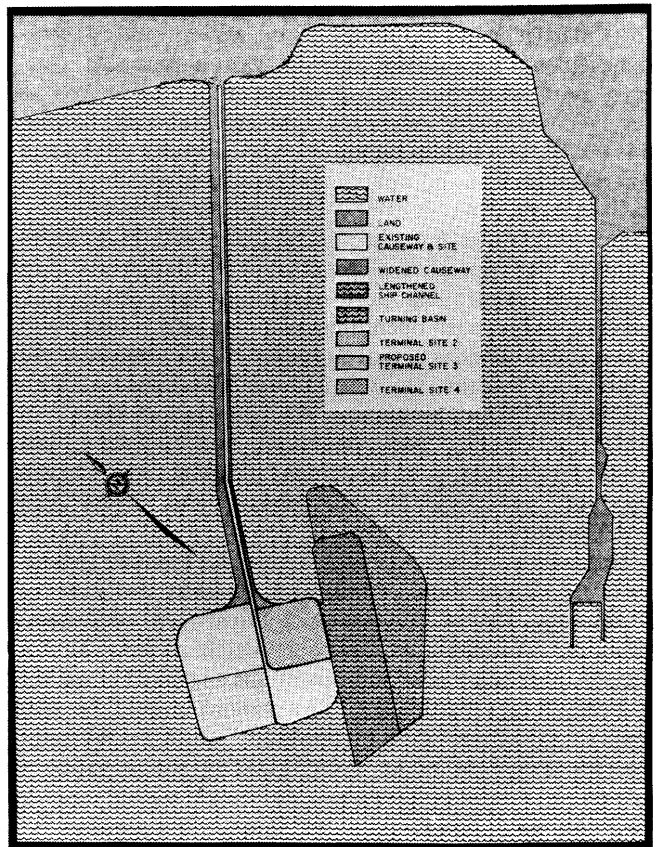 WATER
LAND
EXISTING
CAUSEWAY & SITE
WIDENED CAUSEWAY
LENGTHENED
SHIP CHANNEL
TURNING BASIN
TERMINAL SITE 2
PROPOSED
TERMINAL SITE 3
TERMINAL SITE 4